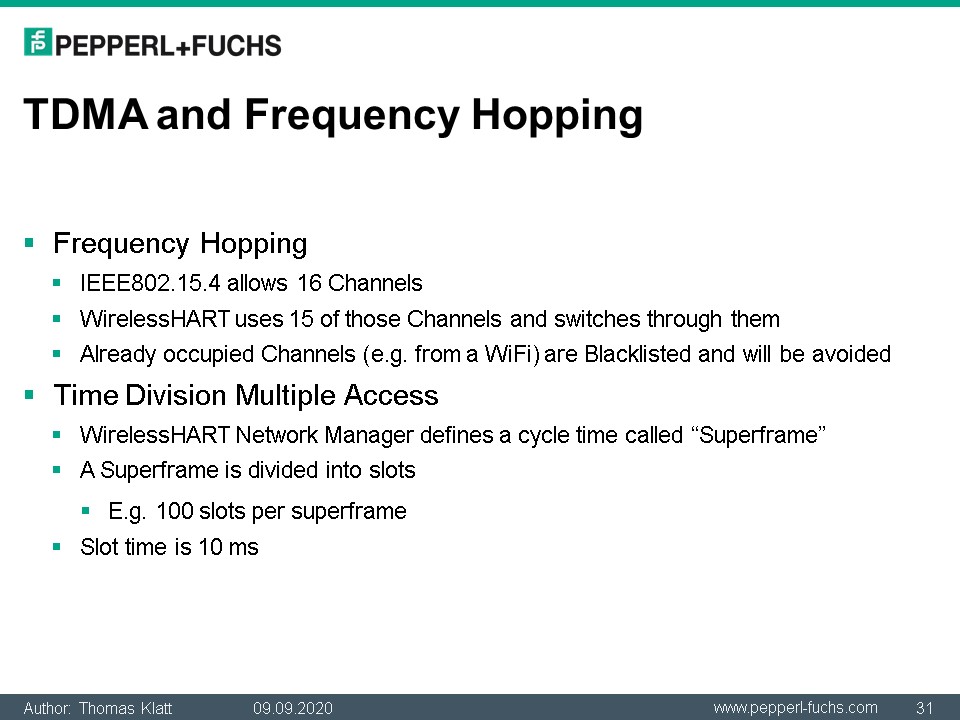 PEPPERL+FUCHS
TDMA and Frequency Hopping
Frequency Hopping
IEEE802.15.4 allows 16 Channels
WirelessHART uses 15 of those Channels and switches through them
Already occupied Channels (e.g. from a WiFi) are Blacklisted and will be avoided
Time Division Multiple Access
WirelessHART Network Manager defines a cycle time called “Superframe”
A Superframe is divided into slots
E.g. 100 slots per superframe
Slot time is 10 ms
Author: Thomas Klatt 09.09.2020 www.pepperl-fuchs.com 31